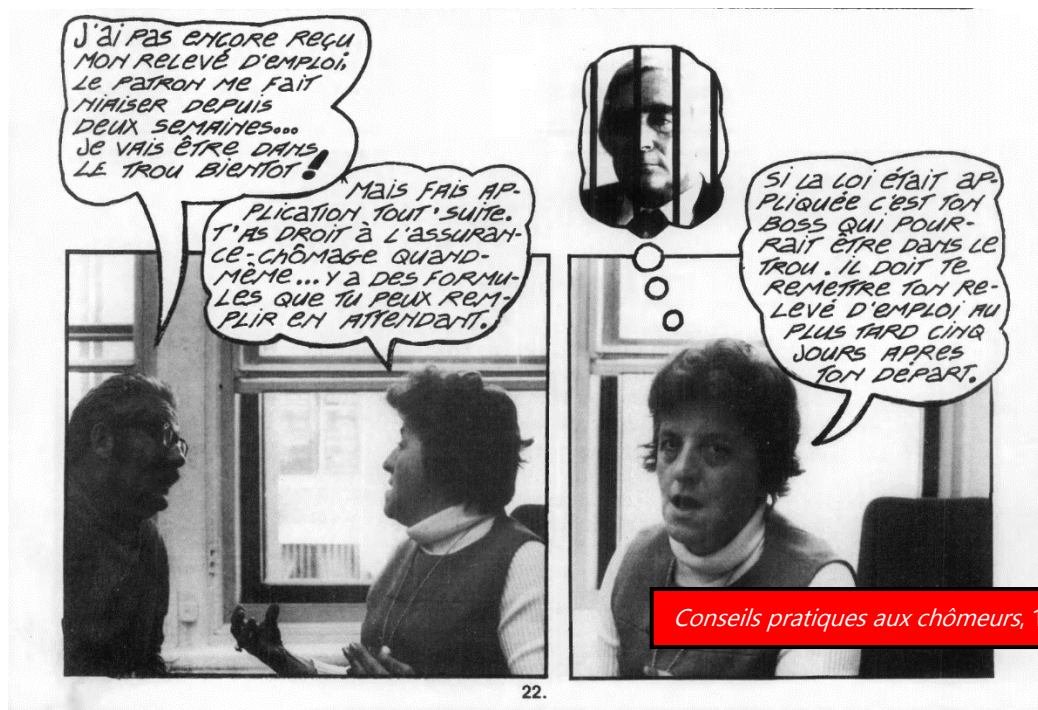 J'AI PAS ENCORE REÇU
MON RELEVÉ D'EMPLOI,
LE PATRON ME FAIT
NIAISER DEPUIS
DEUX SEMAINES...
JE VAIS ÊTRE DANS
LE TROU BIENTOT!
MAIS FAIS AP-
PLICATION TOUT'SUITE.
T'AS DROIT À L'ASSURAN-
CE-CHÔMAGE QUAND-
MÊME... Y A DES FORMU-
LES QUE TU PEUX REM-
PLIR EN ATTENDANT.
SI LA LOI ÉTAIT AP-
PLIQUÉE C'EST TON
BOSS QUI POUR-
RAIT ÊTRE DANS LE
TROU. IL DOIT TE
REMETTRE TON RE-
LEVÉ D'EMPLOI AU
PLUS TARD CINQ
JOURS APRES
TON DÉPART.
Conseils pratiques aux chômeurs,
22.